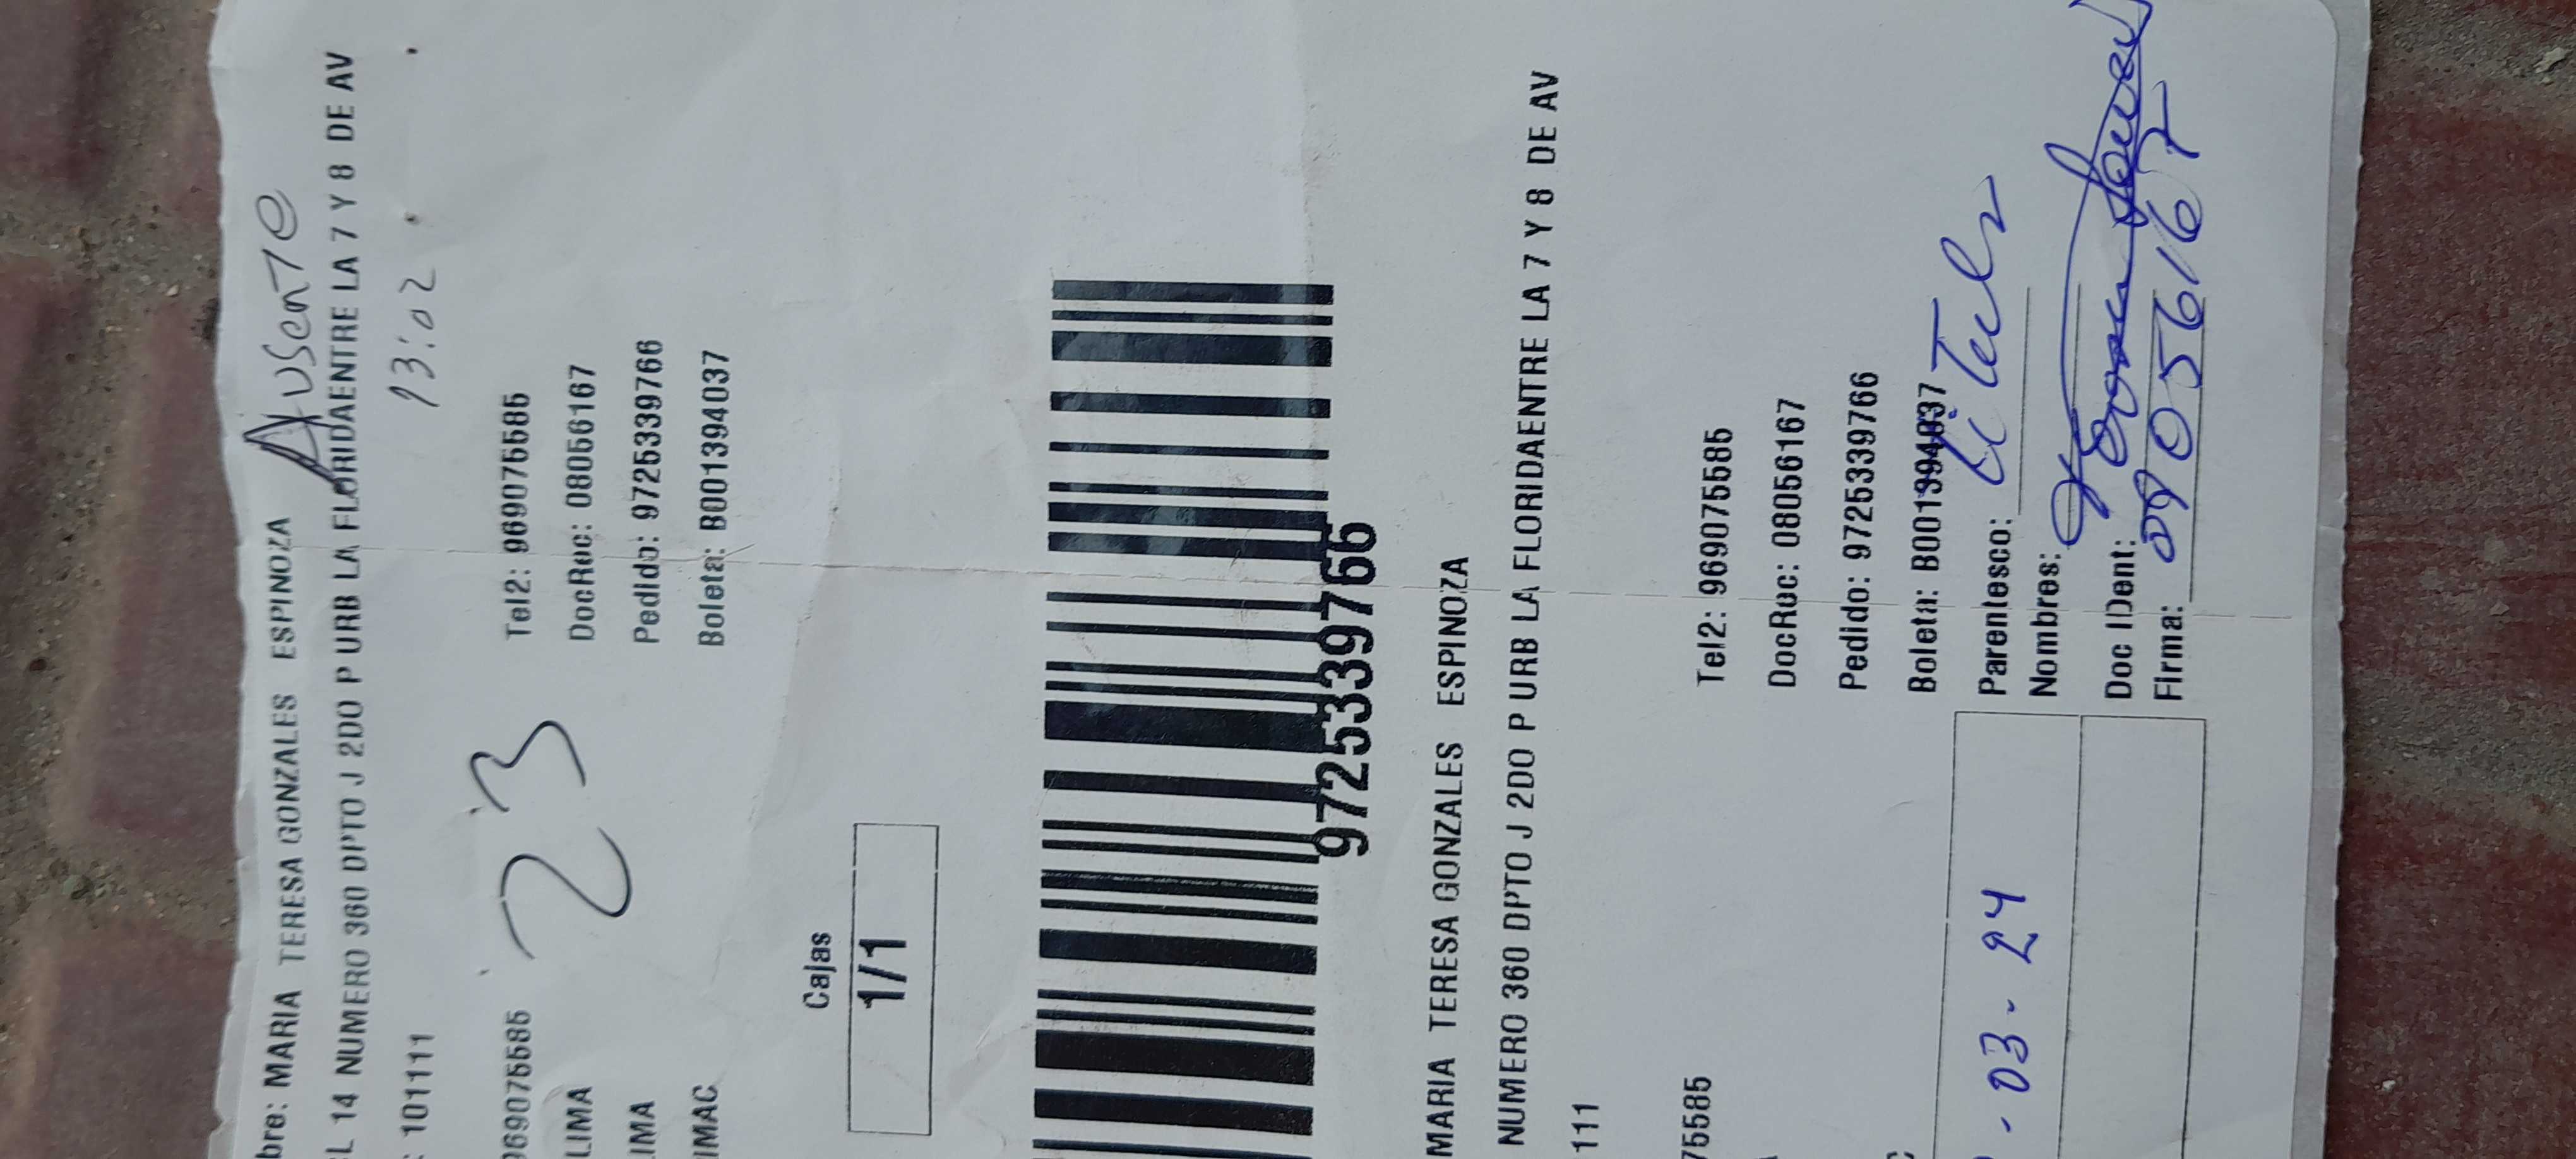 bre: MARIA TERESA GONZALES ESPINOZA
Ausente
L 14 NUMERO 360 DPTO J 2DO P URB LA FLORIDAENTRE LA 7 Y 8 DE AV
: 101111
13:02
969075585
Tel2: 969075585
LIMA
DocRuc: 08056167
IMA
Pedido: 9725339766
IMAC
Boleta: B001394037
23
Cajas
1/1
9725339766
MARIA TERESA GONZALES ESPINOZA
NUMERO 360 DPTO J 2DO P URB LA FLORIDAENTRE LA 7 Y 8 DE AV
111
75585
Tel2: 969075585
DocRuc: 08056167
Pedido: 9725339766
Boleta: B001394037
- 03 - 24
Parentesco:
Nombres:
Doc IDent:
Firma: